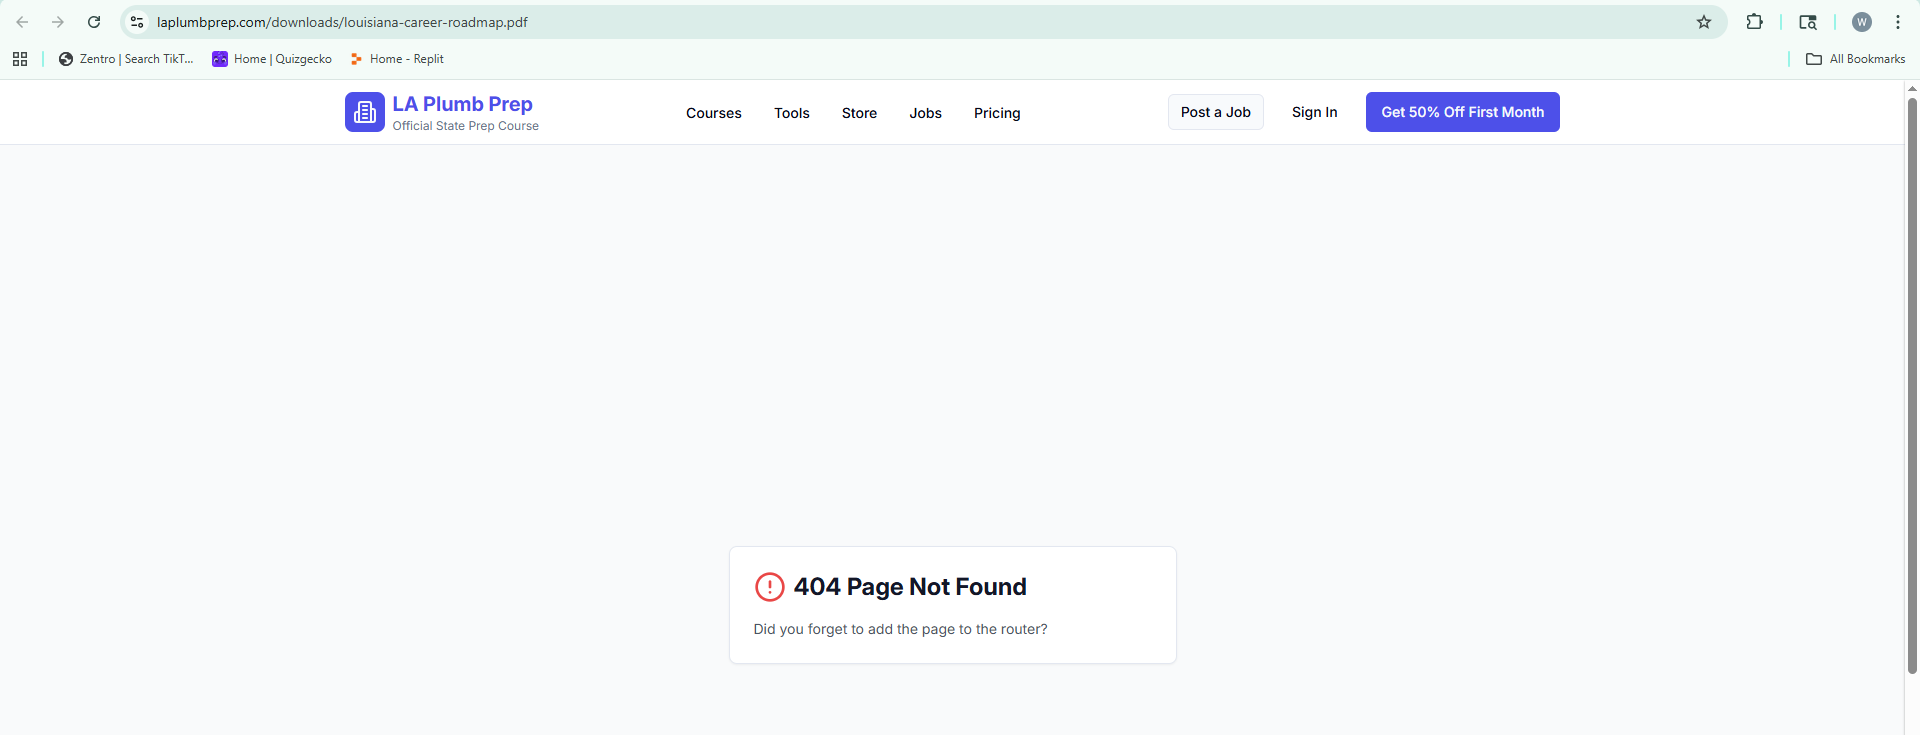 laplumbprep.com/downloads/louisiana-career-roadmap.pdf
W
Zentro | Search TikT...
Home | Quizgecko
Home - Replit
All Bookmarks
LA Plumb Prep
Official State Prep Course
Courses
Tools
Store
Jobs
Pricing
Post a Job
Sign In
Get 50% Off First Month
404 Page Not Found
Did you forget to add the page to the router?